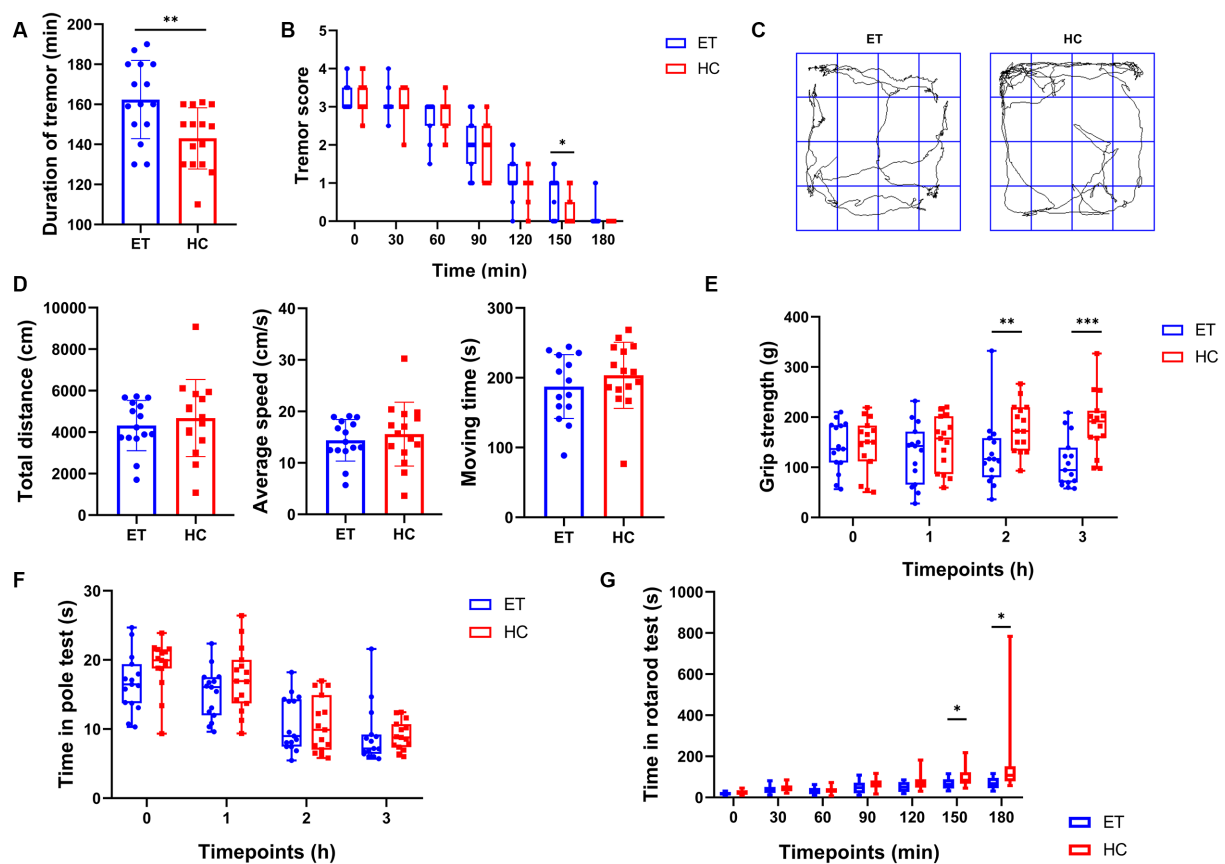 A
Duration of tremor (min)
200
180
160
140
120
100
**
ET
HC
B
Tremor score
5
4
3
2
1
0
*
0 30 60 90 120 150 180
Time (min)
ET
HC
C
ET
HC
D
Total distance (cm)
10000
8000
6000
4000
2000
0
ET
HC
Average speed (cm/s)
40
30
20
10
0
ET
HC
Moving time (s)
300
200
100
0
ET
HC
E
Grip strength (g)
400
300
200
100
0
**
***
0 1 2 3
Timepoints (h)
ET
HC
F
Time in pole test (s)
30
20
10
0
0 1 2 3
Timepoints (h)
ET
HC
G
Time in rotarod test (s)
1000
800
600
400
200
0
*
*
0 30 60 90 120 150 180
Timepoints (min)
ET
HC